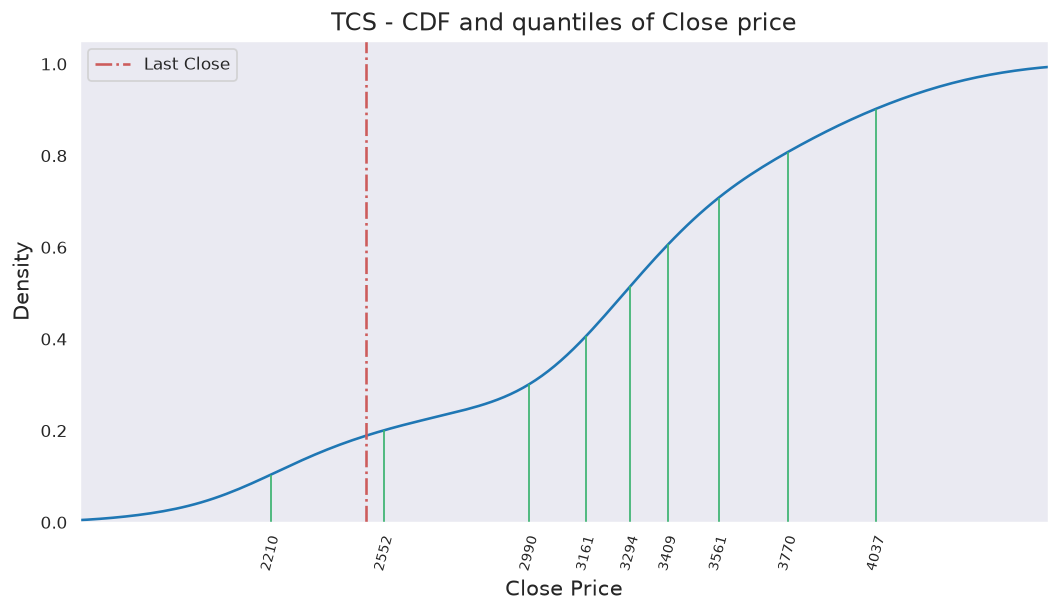 TCS - CDF and quantiles of Close price
Last Close
Density
1.0
0.8
0.6
0.4
0.2
0.0
2210 2552 2990 3161 3294 3409 3561 3770 4037
Close Price